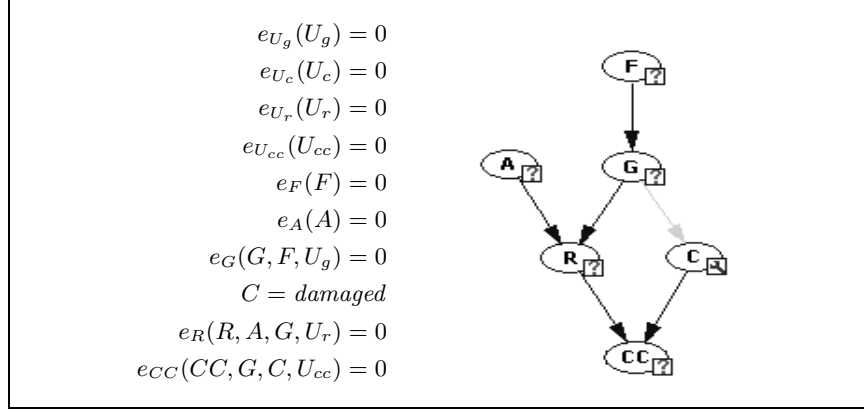 e_{U_g}(U_g) = 0
e_{U_c}(U_c) = 0
e_{U_r}(U_r) = 0
e_{U_{cc}}(U_{cc}) = 0
e_F(F) = 0
e_A(A) = 0
e_G(G, F, U_g) = 0
C = damaged
e_R(R, A, G, U_r) = 0
e_{CC}(CC, G, C, U_{cc}) = 0
F ?
A ? G ?
R ? C
CC ?